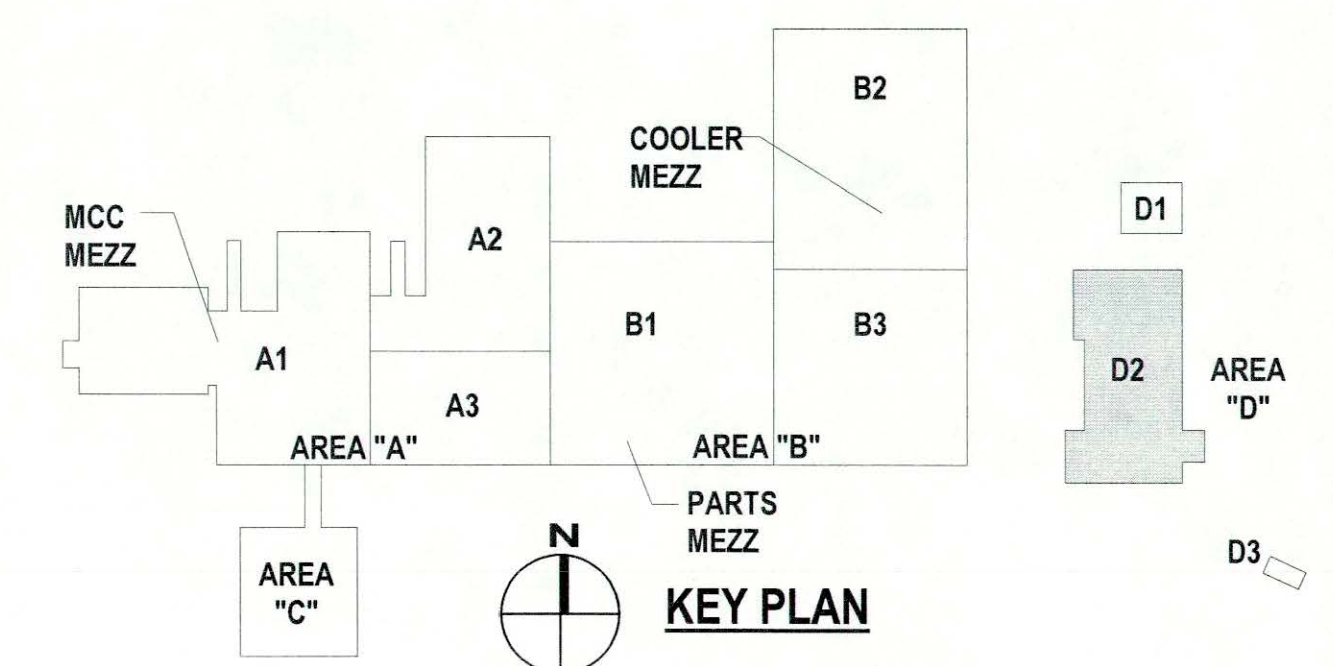 B2
COOLER
MEZZ
MCC
MEZZ
D1
A2
B1
B3
A1
D2
AREA
"D"
A3
AREA "A"
AREA "B"
PARTS
MEZZ
N
KEY PLAN
AREA
"C"
D3